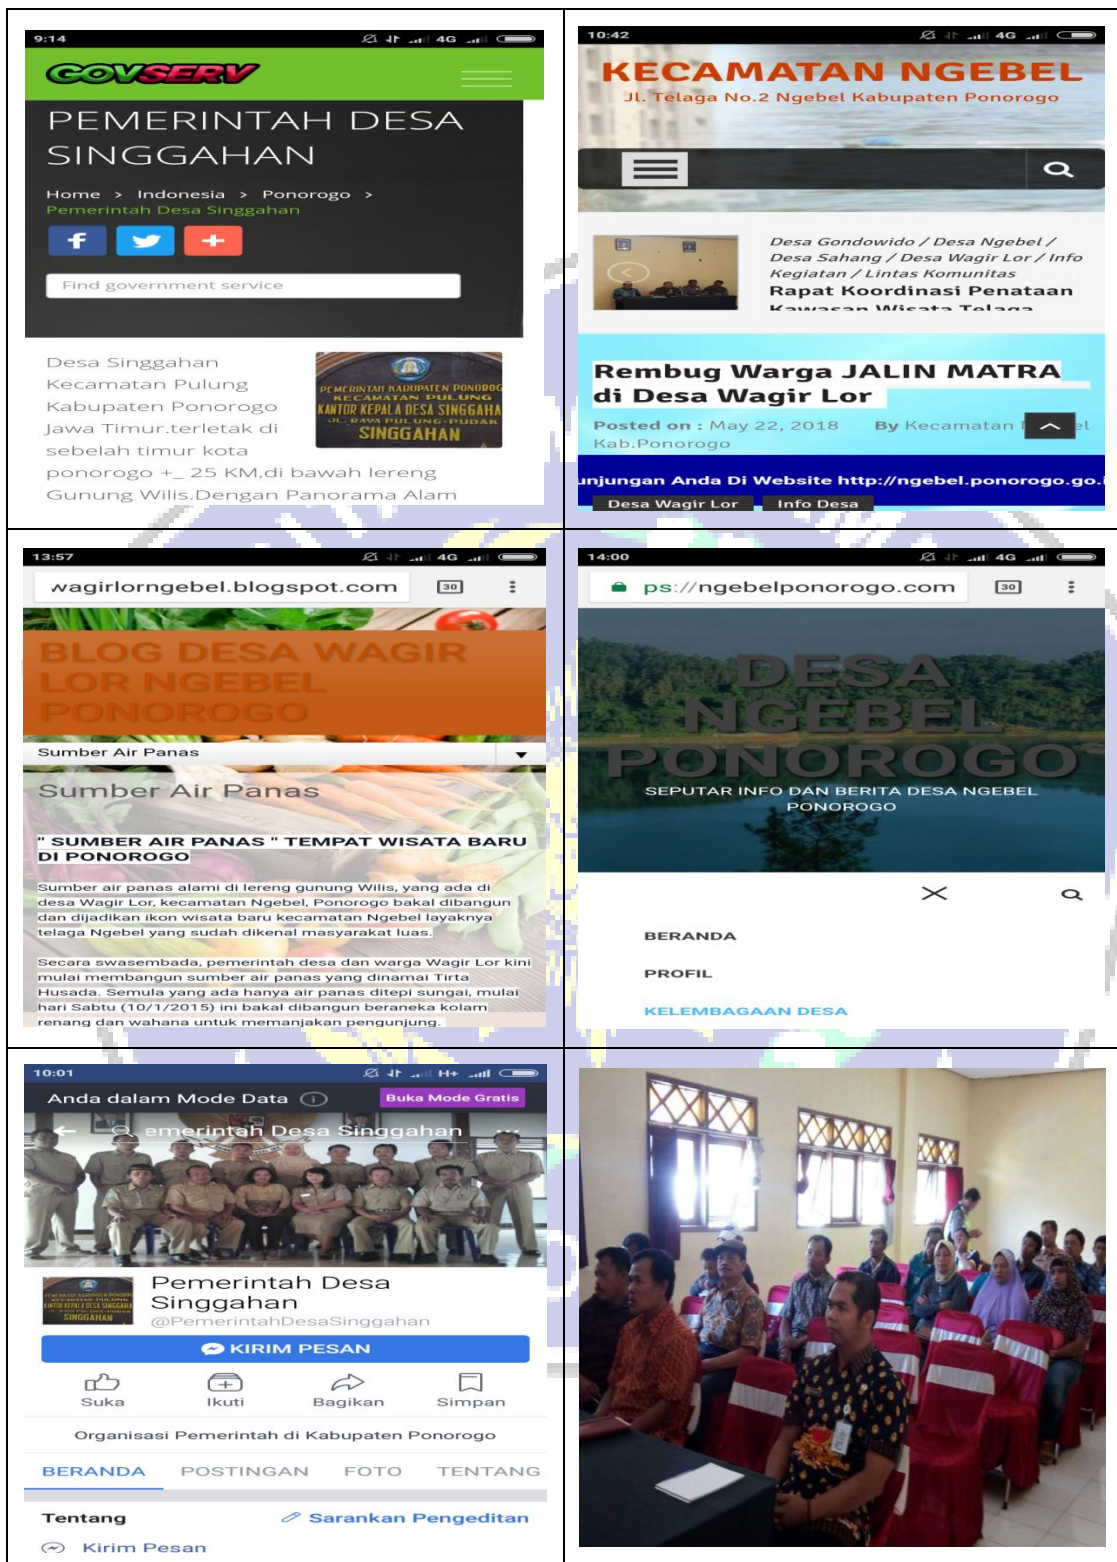 9:14
4G
GOVSERV
PEMERINTAH DESA
SINGGAHAN
Home > Indonesia > Ponorogo >
Pemerintah Desa Singgahan
f
+
Find government service
Desa Singgahan
Kecamatan Pulung
Kabupaten Ponorogo
Jawa Timur.terletak di
sebelah timur kota
ponorogo +_ 25 KM,di bawah lereng
Gunung Wilis.Dengan Panorama Alam
PEMERINTAH KABUPATEN PONOROG
KECAMATAN PULUNG
KANTOR KEPALA DESA SINGGAHA
JL. RAYA PULUNG-PUDAK
SINGGAHAN
10:42
4G
KECAMATAN NGEBEL
Jl. Telaga No.2 Ngebel Kabupaten Ponorogo
Desa Gondowido / Desa Ngebel /
Desa Sahang / Desa Wagir Lor / Info
Kegiatan / Lintas Komunitas
Rapat Koordinasi Penataan
Kawasan Wisata Telaga
Rembug Warga JALIN MATRA
di Desa Wagir Lor
Posted on : May 22, 2018 By Kecamatan
Kab.Ponorogo
unjungan Anda Di Website http://ngebel.ponorogo.go.i
Desa Wagir Lor Info Desa
13:57
4G
wagirlorngebel.blogspot.com
30
BLOG DESA WAGIR
LOR NGEBEL
PONOROGO
Sumber Air Panas
Sumber Air Panas
" SUMBER AIR PANAS " TEMPAT WISATA BARU
DI PONOROGO
Sumber air panas alami di lereng gunung Wilis, yang ada di
desa Wagir Lor, kecamatan Ngebel, Ponorogo bakal dibangun
dan dijadikan ikon wisata baru kecamatan Ngebel layaknya
telaga Ngebel yang sudah dikenal masyarakat luas.
Secara swasembada, pemerintah desa dan warga Wagir Lor kini
mulai membangun sumber air panas yang dinamai Tirta
Husada. Semula yang ada hanya air panas ditepi sungai, mulai
hari Sabtu (10/1/2015) ini bakal dibangun beraneka kolam
renang dan wahana untuk memanjakan pengunjung.
14:00
4G
ps://ngebelponorogo.com
30
DESA
NGEBEL
PONOROGO
SEPUTAR INFO DAN BERITA DESA NGEBEL
PONOROGO
BERANDA
PROFIL
KELEMBAGAAN DESA
10:01
H+
Anda dalam Mode Data
Buka Mode Gratis
emerintah Desa Singgahan
Pemerintah Desa
Singgahan
@PemerintahDesaSinggahan
KIRIM PESAN
Suka Ikuti Bagikan Simpan
Organisasi Pemerintah di Kabupaten Ponorogo
BERANDA POSTINGAN FOTO TENTANG
Tentang Sarankan Pengeditan
Kirim Pesan